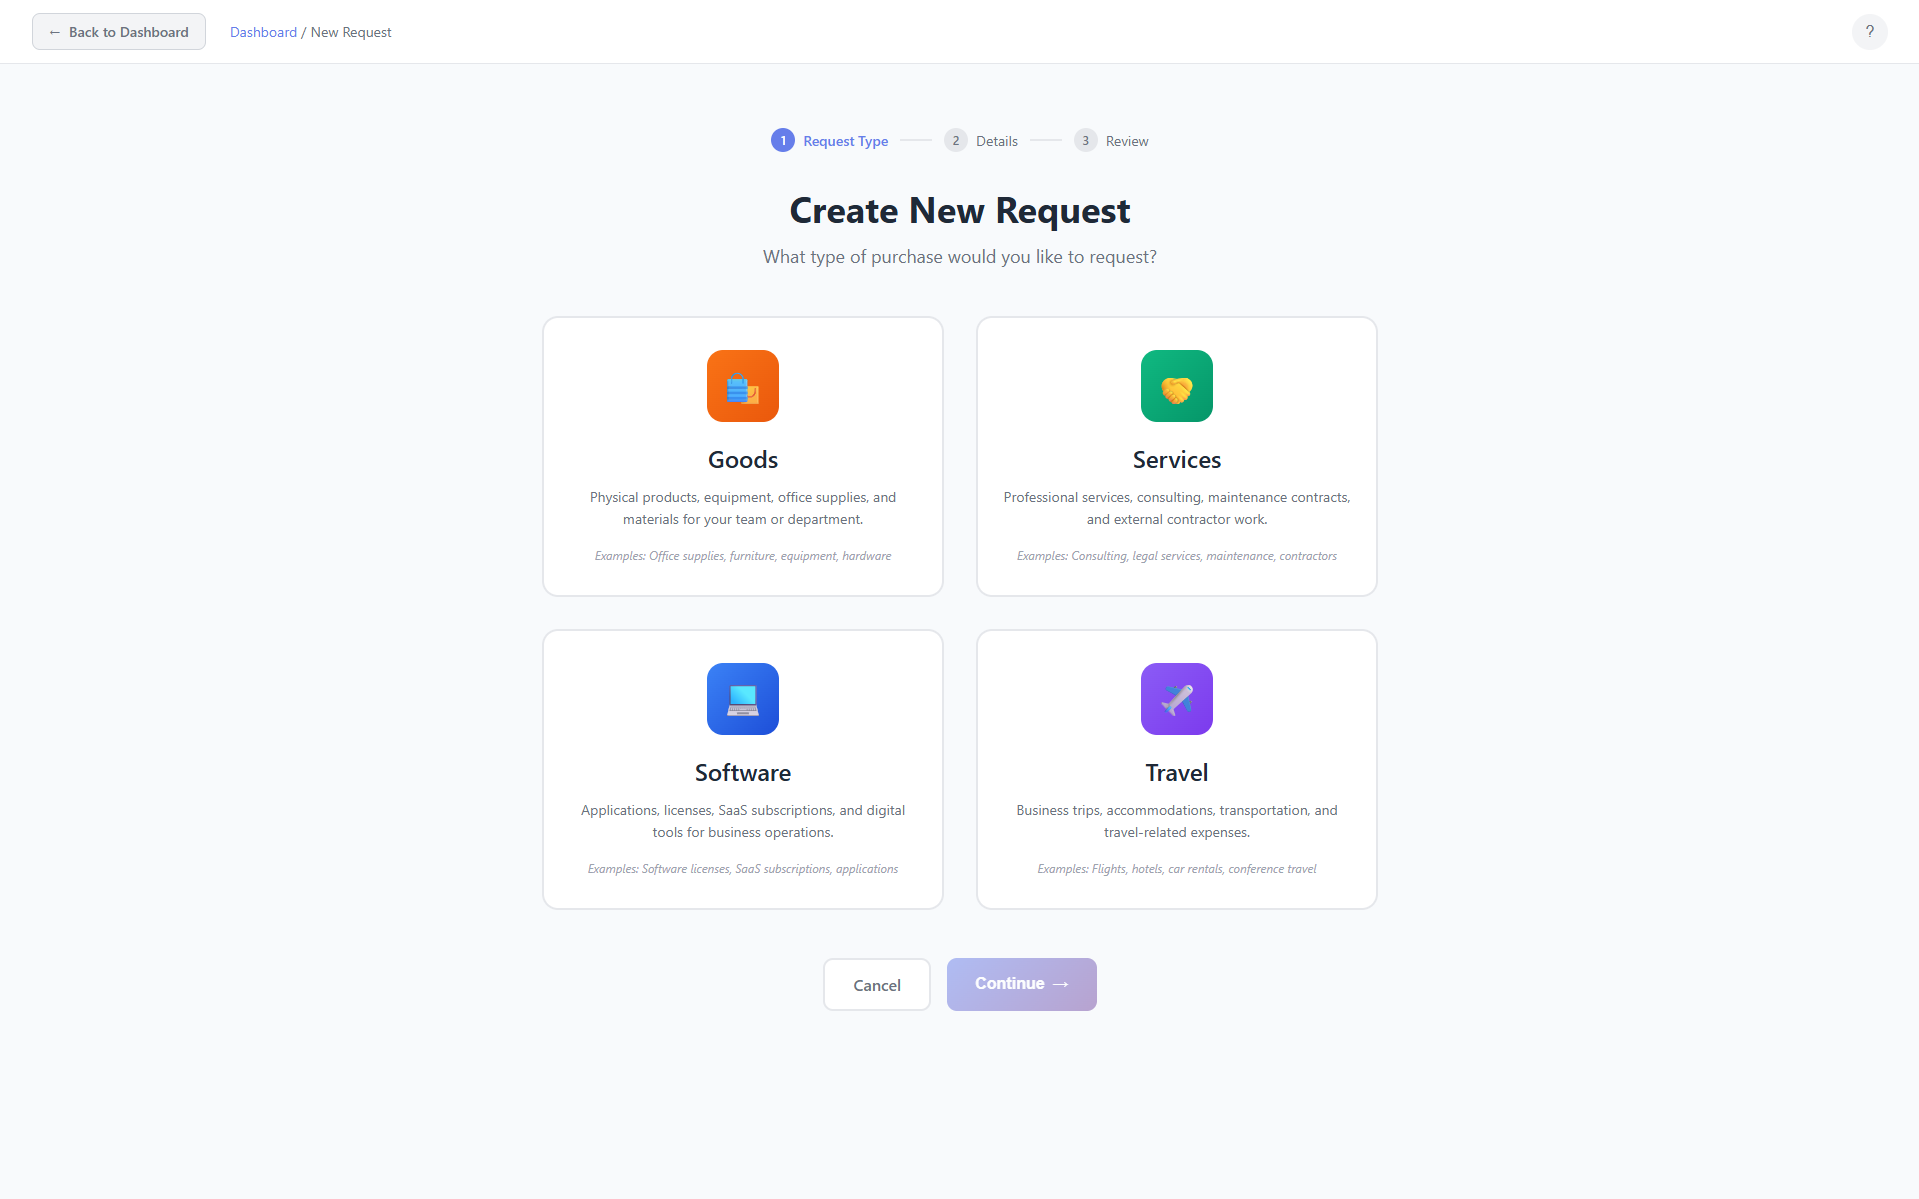 ← Back to Dashboard
Dashboard / New Request
?
1 Request Type
2 Details
3 Review
Create New Request
What type of purchase would you like to request?
Goods
Physical products, equipment, office supplies, and
materials for your team or department.
Examples: Office supplies, furniture, equipment, hardware
Services
Professional services, consulting, maintenance contracts,
and external contractor work.
Examples: Consulting, legal services, maintenance, contractors
Software
Applications, licenses, SaaS subscriptions, and digital
tools for business operations.
Examples: Software licenses, SaaS subscriptions, applications
Travel
Business trips, accommodations, transportation, and
travel-related expenses.
Examples: Flights, hotels, car rentals, conference travel
Cancel
Continue →